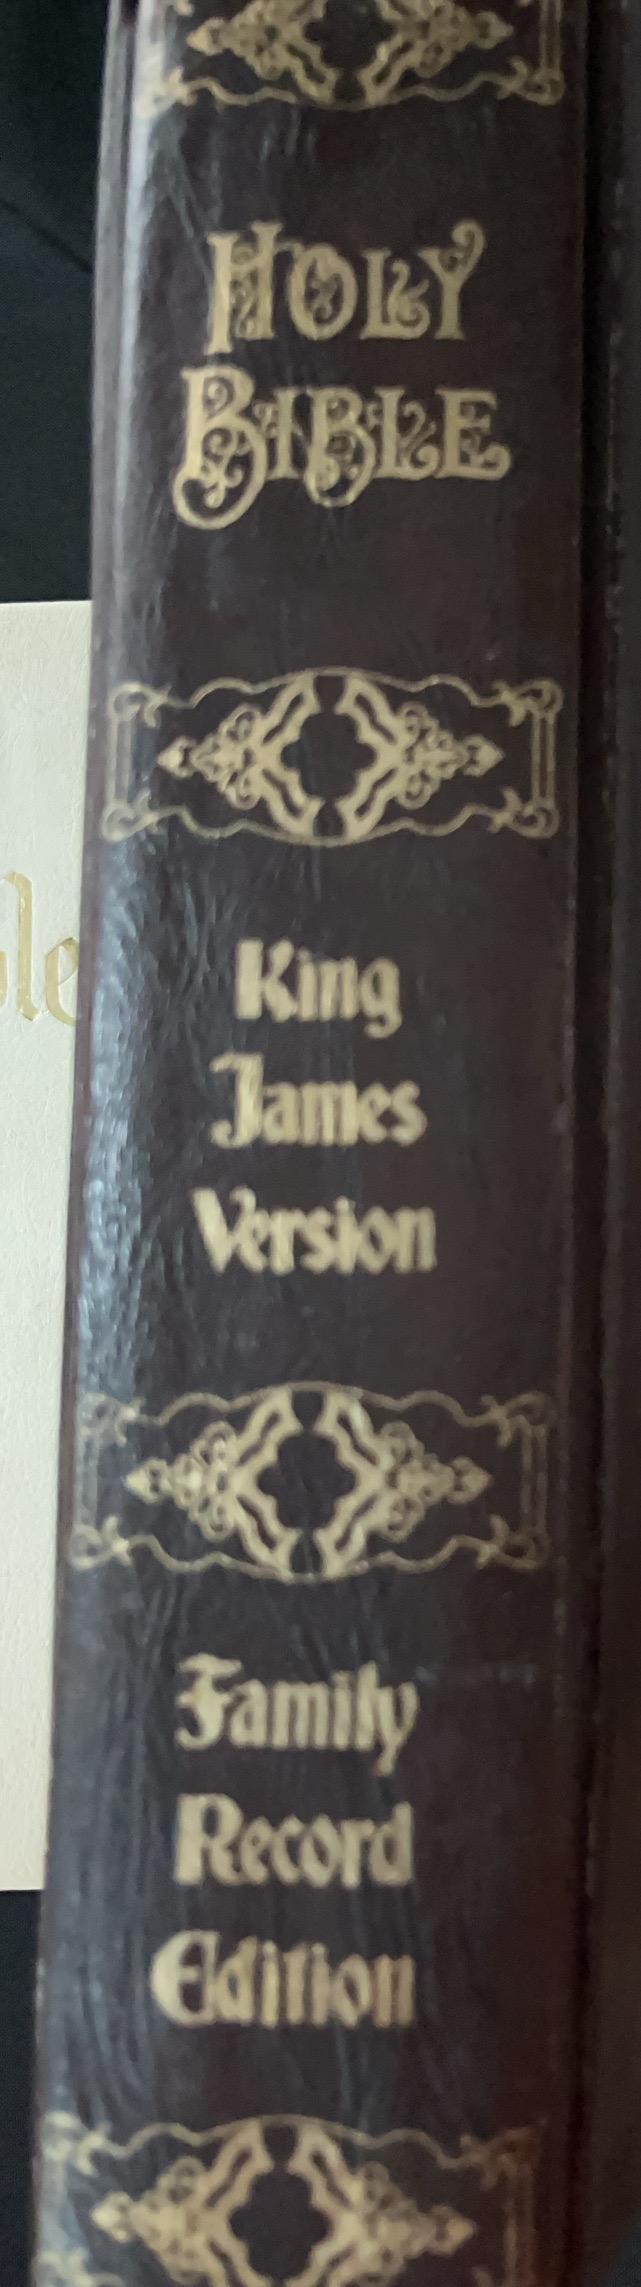 HOLY
BIBLE
King
James
Version
Family
Record
Edition